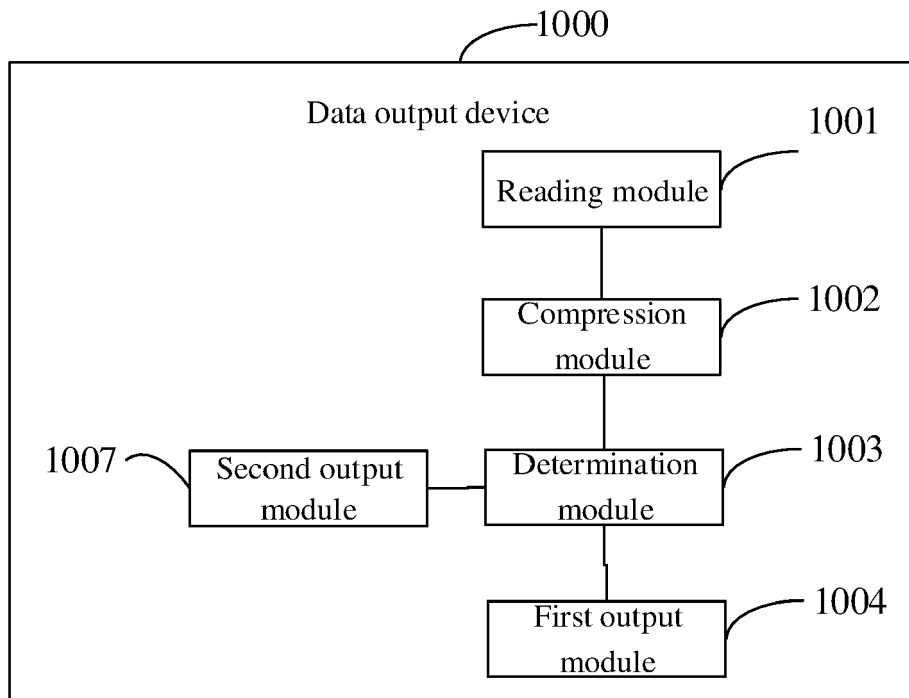 1000
Data output device
1001
Reading module
1002
Compression
module
1003
Determination
module
1007
Second output
module
1004
First output
module